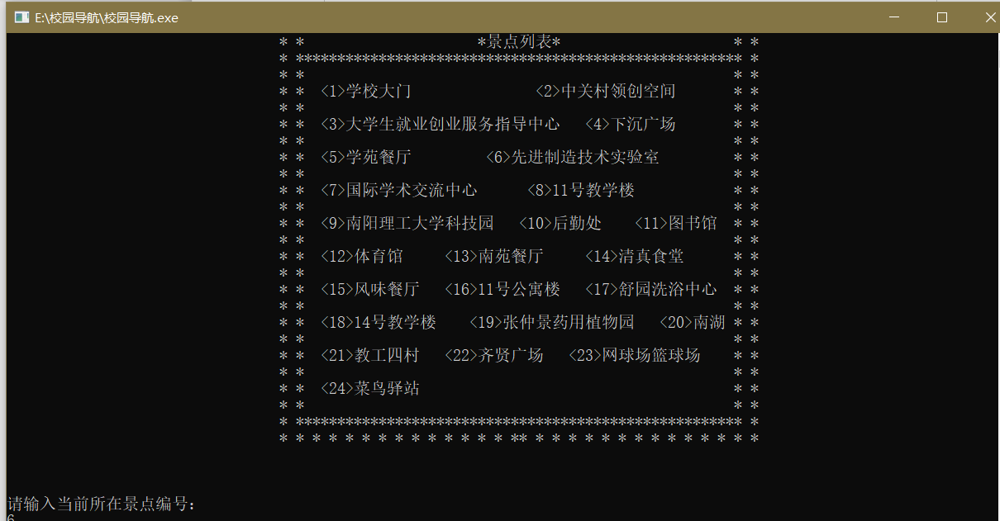 E:\校园导航\校园导航.exe
* * *景点列表* * *
* ****************************************************** *
* * * *
* * <1>学校大门 <2>中关村领创空间 * *
* * * *
* * <3>大学生就业创业服务指导中心 <4>下沉广场 * *
* * * *
* * <5>学苑餐厅 <6>先进制造技术实验室 * *
* * * *
* * <7>国际学术交流中心 <8>11号教学楼 * *
* * * *
* * <9>南阳理工大学科技园 <10>后勤处 <11>图书馆 * *
* * * *
* * <12>体育馆 <13>南苑餐厅 <14>清真食堂 * *
* * * *
* * <15>风味餐厅 <16>11号公寓楼 <17>舒园洗浴中心 * *
* * * *
* * <18>14号教学楼 <19>张仲景药用植物园 <20>南湖 * *
* * * *
* * <21>教工四村 <22>齐贤广场 <23>网球场篮球场 * *
* * * *
* * <24>菜鸟驿站 * *
* * * *
* ****************************************************** *
* * * * * * * * * * * * * * ** * * * * * * * * * * * * * *
请输入当前所在景点编号:
6